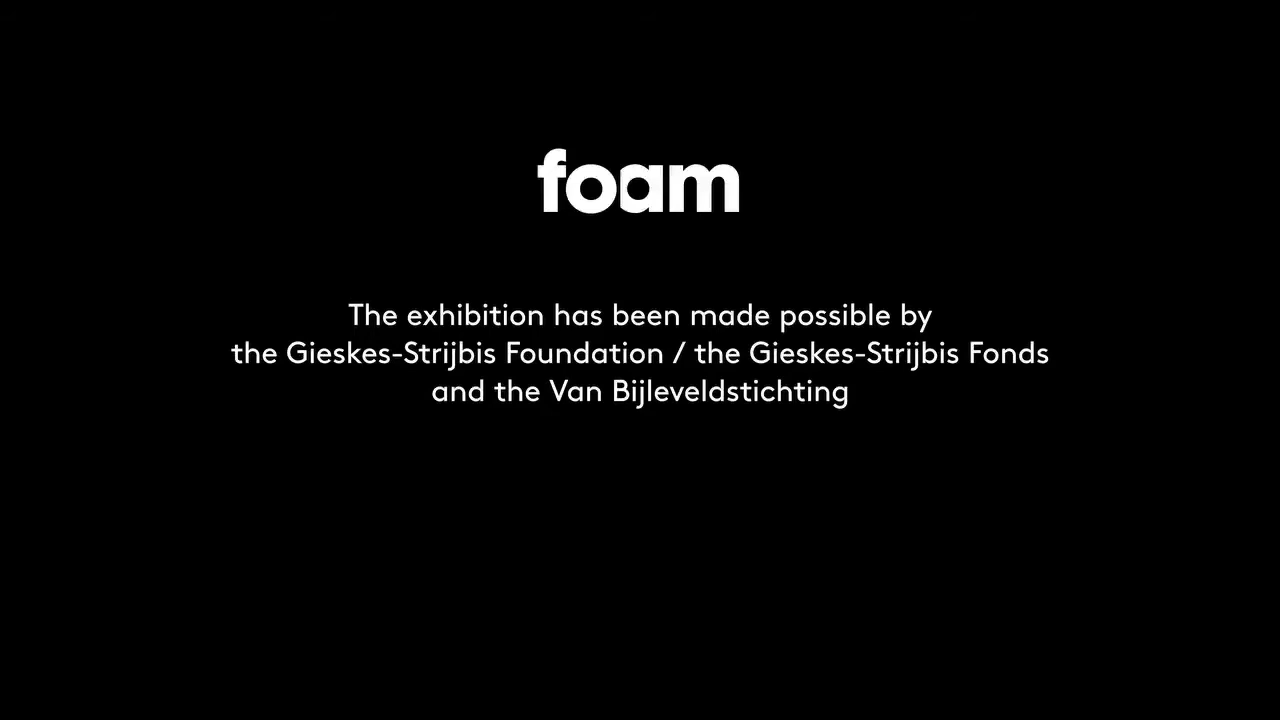 foam
The exhibition has been made possible by
the Gieskes-Strijbis Foundation / the Gieskes-Strijbis Fonds
and the Van Bijleveldstichting